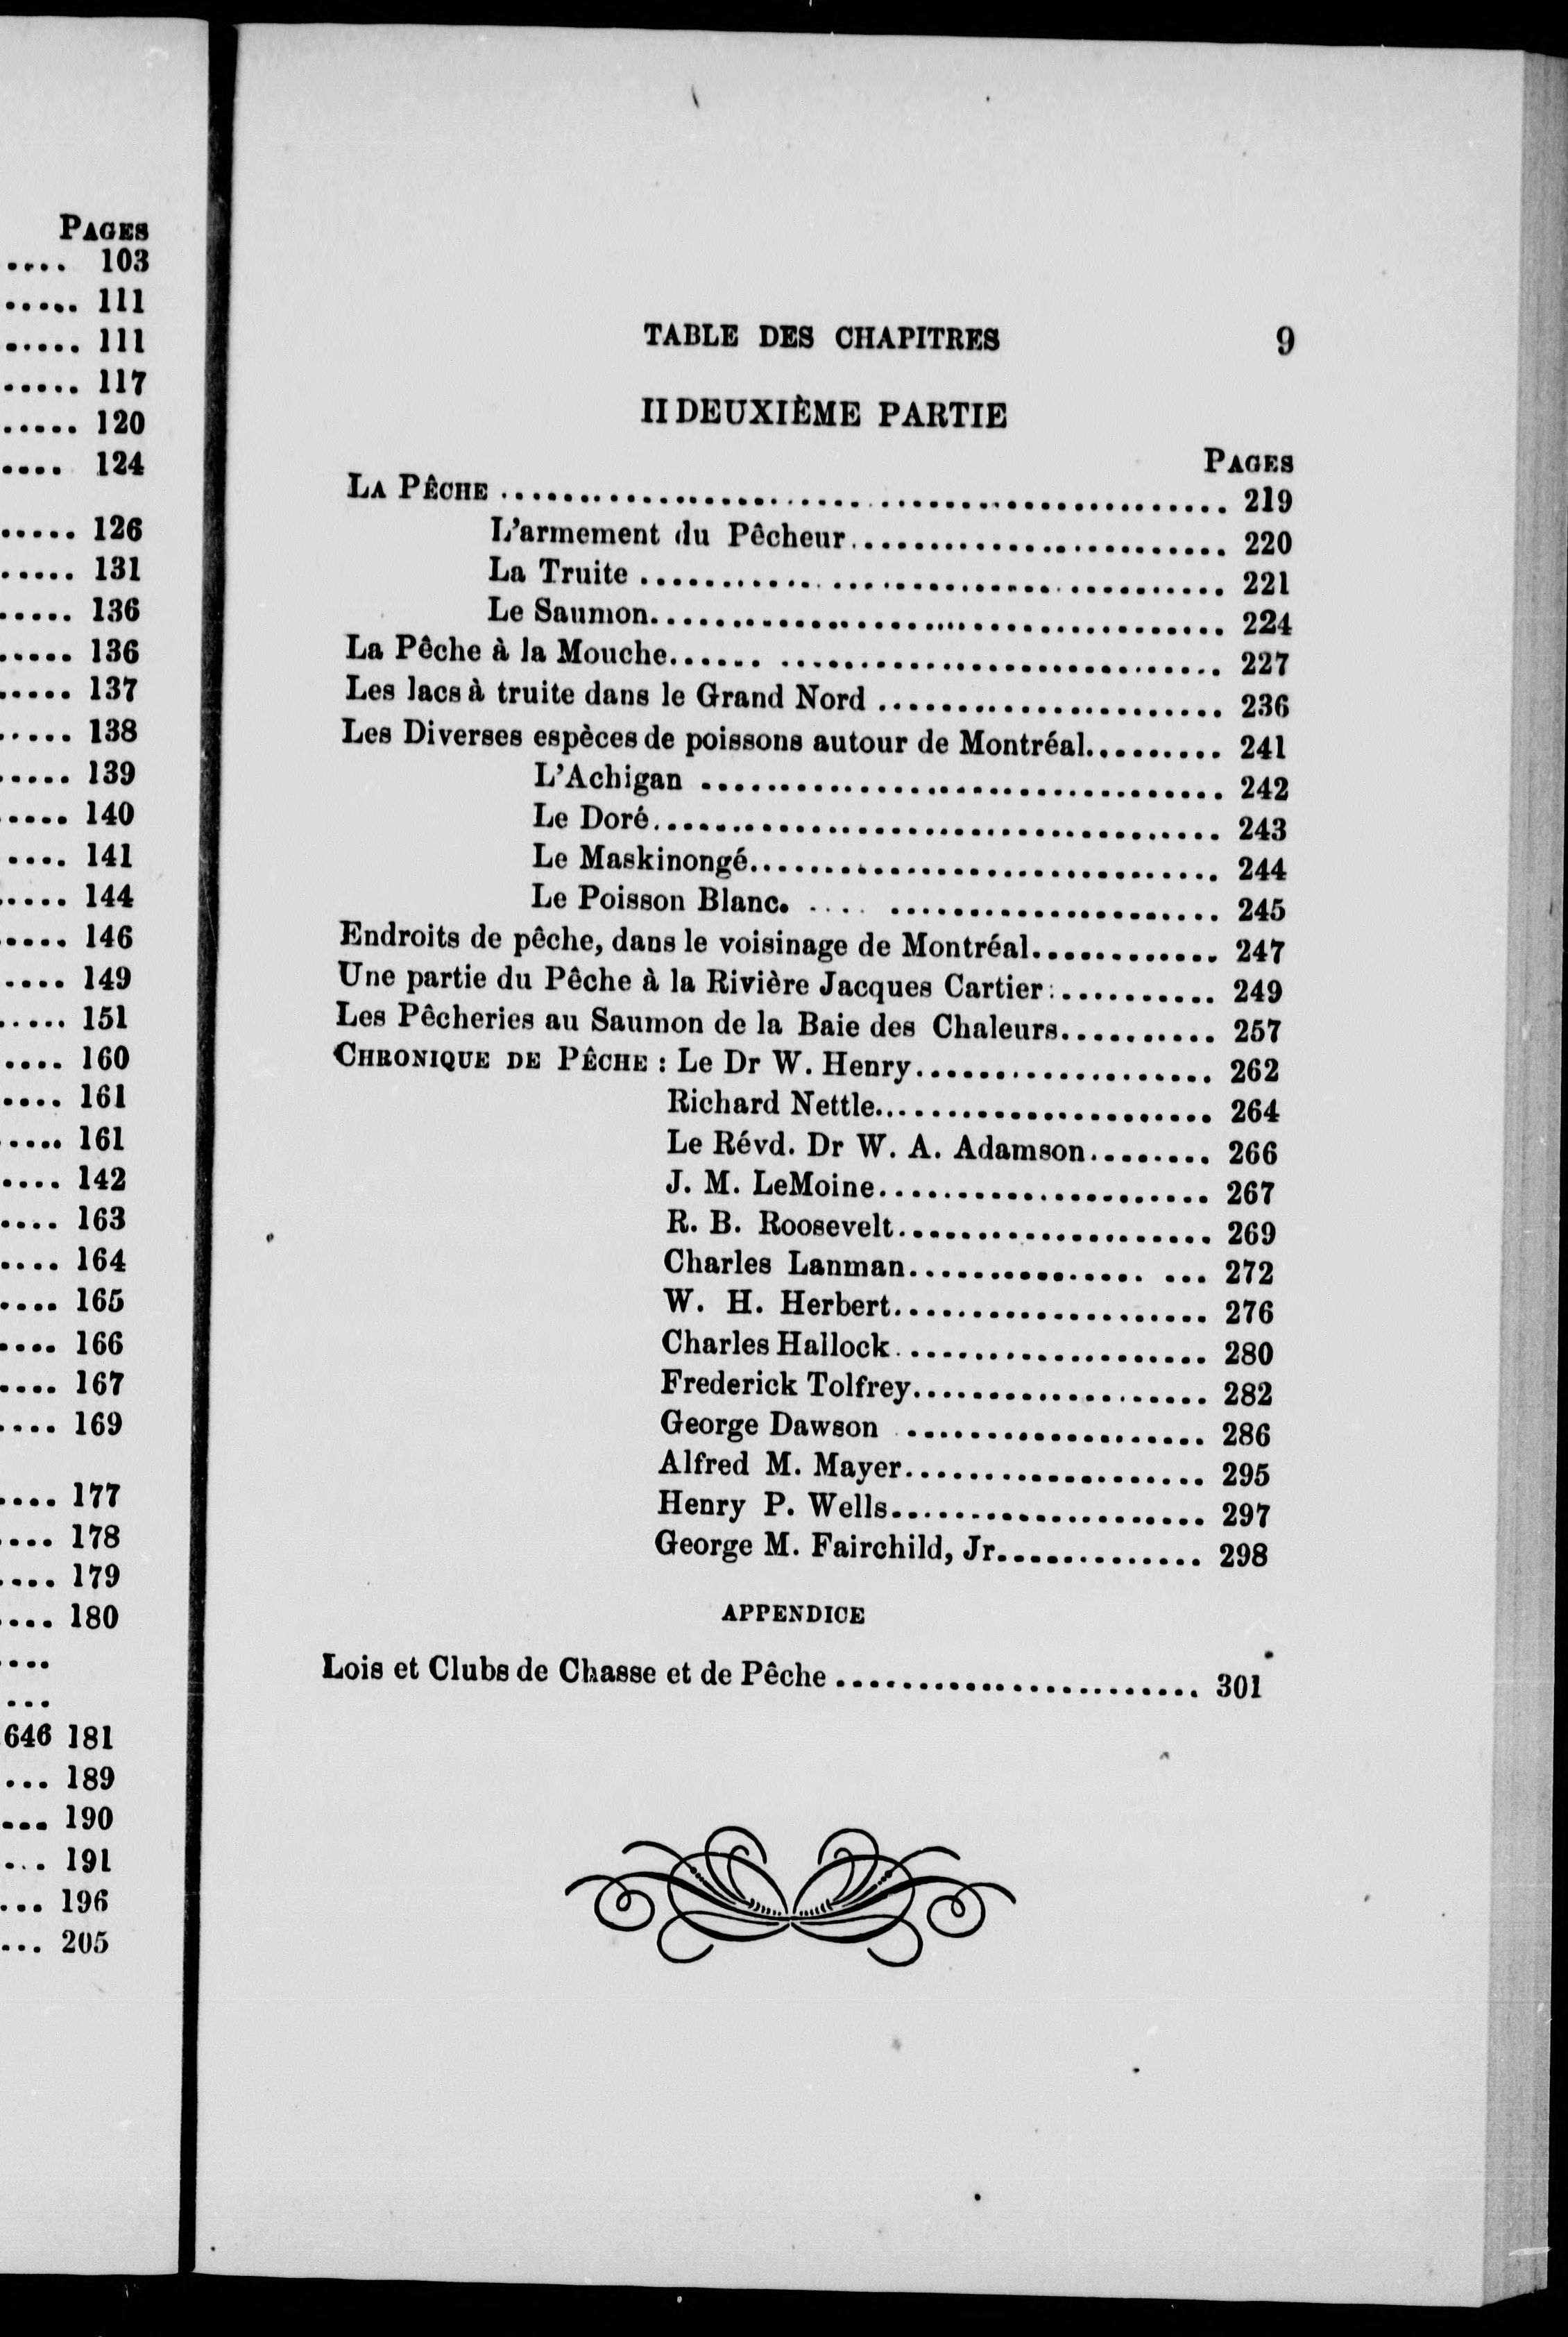 PAGES
.... 103
..... 111
..... 111
..... 117
..... 120
.... 124
..... 126
..... 131
..... 136
..... 136
..... 137
..... 138
..... 139
..... 140
.... 141
..... 144
..... 146
.... 149
..... 151
.... 160
.... 161
..... 161
.... 142
.... 163
.... 164
.... 165
.... 166
.... 167
.... 169
.... 177
.... 178
.... 179
.... 180
....
...
646 181
... 189
... 190
... 191
... 196
... 205
TABLE DES CHAPITRES 9
II DEUXIÈME PARTIE
PAGES
LA PÊCHE ........ 219
L'armement du Pêcheur........ 220
La Truite ........ 221
Le Saumon........ 224
La Pêche à la Mouche........ 227
Les lacs à truite dans le Grand Nord ........ 236
Les Diverses espèces de poissons autour de Montréal......... 241
L'Achigan ........ 242
Le Doré........ 243
Le Maskinongé........ 244
Le Poisson Blanc. ........ 245
Endroits de pêche, dans le voisinage de Montréal............ 247
Une partie du Pêche à la Rivière Jacques Cartier:.......... 249
Les Pêcheries au Saumon de la Baie des Chaleurs.......... 257
CHRONIQUE DE PÊCHE : Le Dr W. Henry........ 262
Richard Nettle........ 264
Le Révd. Dr W. A. Adamson........ 266
J. M. LeMoine........ 267
R. B. Roosevelt........ 269
Charles Lanman........ 272
W. H. Herbert........ 276
Charles Hallock........ 280
Frederick Tolfrey........ 282
George Dawson ........ 286
Alfred M. Mayer........ 295
Henry P. Wells........ 297
George M. Fairchild, Jr............. 298
APPENDICE
Lois et Clubs de Chasse et de Pêche ........ 301